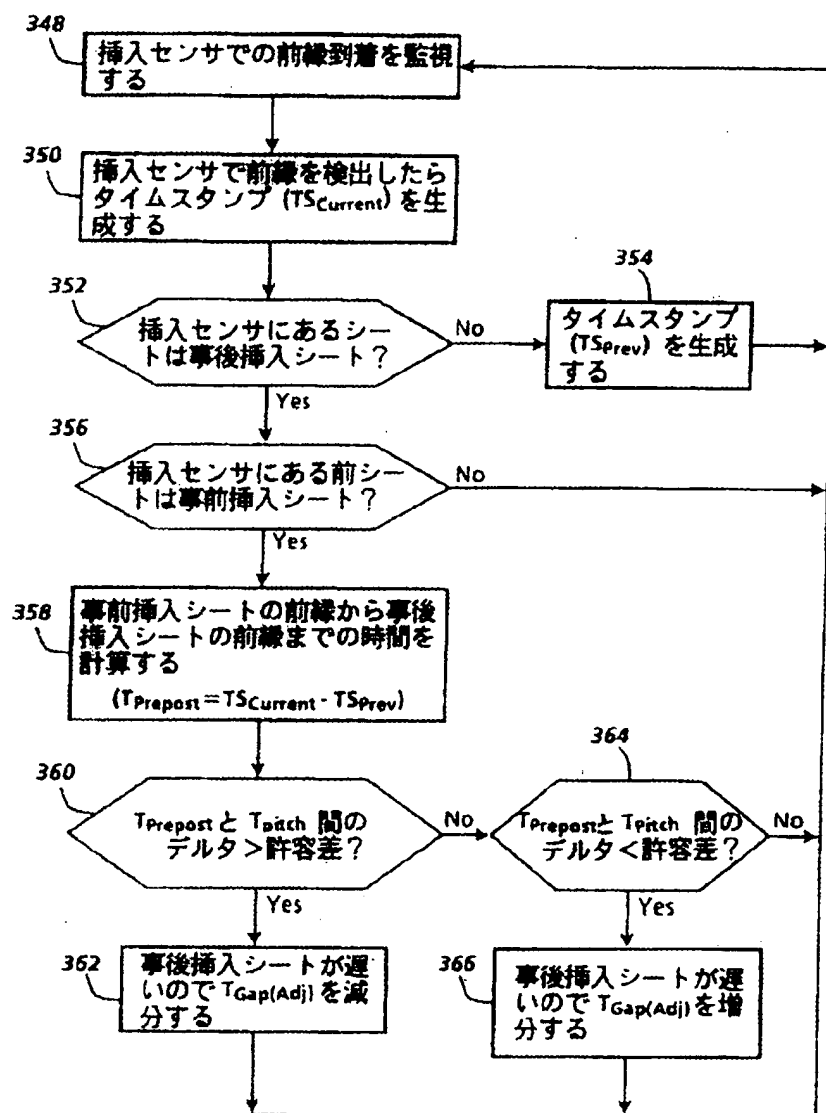 348
挿入センサでの前縁到着を監視
する
350
挿入センサで前縁を検出したら
タイムスタンプ (TSCurrent) を生
成する
352
挿入センサにあるシー
トは事後挿入シート?
No
354
タイムスタンプ
(TSPrev) を生成
する
Yes
356
挿入センサにある前シー
トは事前挿入シート?
No
Yes
358
事前挿入シートの前縁から事後
挿入シートの前縁までの時間を
計算する
(TPrepost=TSCurrent - TSPrev)
360
TPrepostと Tpitch 間の
デルタ>許容差?
No
364
TPrepostと TPitch 間の
デルタ<許容差?
No
Yes
Yes
362
事後挿入シートが遅
いので TGap(Adj) を減
分する
366
事後挿入シートが遅
いので TGap(Adj) を増
分する